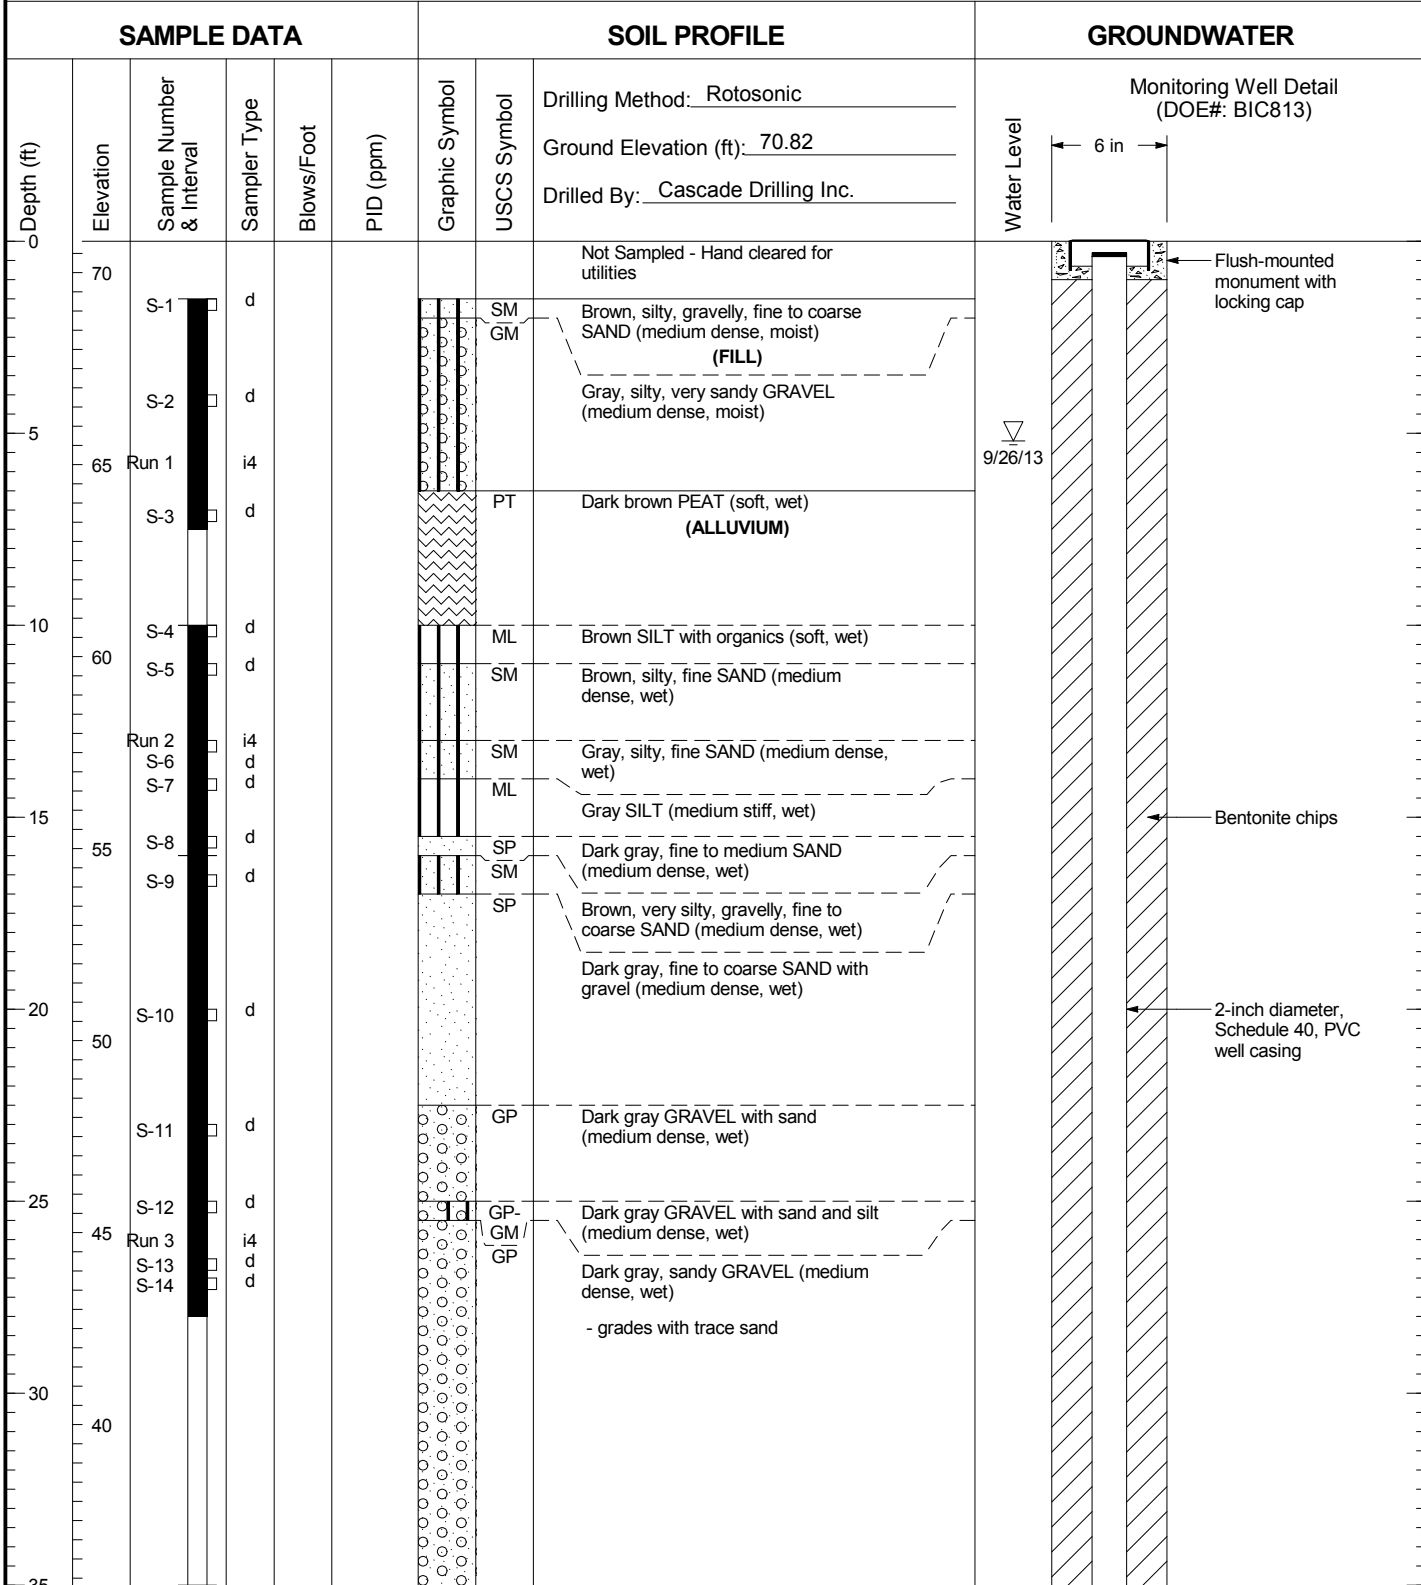 SAMPLE DATA
SOIL PROFILE
GROUNDWATER
Depth (ft)
Elevation
Sample Number
& Interval
Sampler Type
Blows/Foot
PID (ppm)
Graphic Symbol
USCS Symbol
Drilling Method: Rotosonic
Ground Elevation (ft): 70.82
Drilled By: Cascade Drilling Inc.
Water Level
Monitoring Well Detail
(DOE#: BIC813)
6 in
0
Not Sampled - Hand cleared for
utilities
Flush-mounted
monument with
locking cap
70
S-1 d
SM Brown, silty, gravelly, fine to coarse
SAND (medium dense, moist)
(FILL)
GM
Gray, silty, very sandy GRAVEL
(medium dense, moist)
S-2 d
5
9/26/13
65 Run 1 i4
PT Dark brown PEAT (soft, wet)
(ALLUVIUM)
S-3 d
10
S-4 d
ML Brown SILT with organics (soft, wet)
60
S-5 d
SM Brown, silty, fine SAND (medium
dense, wet)
Run 2 i4
S-6 d
SM Gray, silty, fine SAND (medium dense,
wet)
S-7 d
ML
Gray SILT (medium stiff, wet)
15
Bentonite chips
S-8 d
55
SP Dark gray, fine to medium SAND
(medium dense, wet)
S-9 d
SM
Brown, very silty, gravelly, fine to
coarse SAND (medium dense, wet)
SP
Dark gray, fine to coarse SAND with
gravel (medium dense, wet)
20
S-10 d
2-inch diameter,
Schedule 40, PVC
well casing
50
S-11 d
GP Dark gray GRAVEL with sand
(medium dense, wet)
25
S-12 d
GP-
GM
Dark gray GRAVEL with sand and silt
(medium dense, wet)
45 Run 3 i4
S-13 d
S-14 d
GP
Dark gray, sandy GRAVEL (medium
dense, wet)
- grades with trace sand
30
40
35